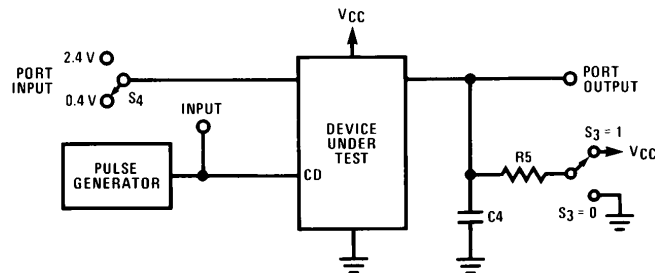 VCC
2.4 V
PORT
INPUT
0.4 V
S4
INPUT
PULSE
GENERATOR
DEVICE
UNDER
TEST
CD
PORT
OUTPUT
S3 = 1
VCC
R5
C4
S3 = 0